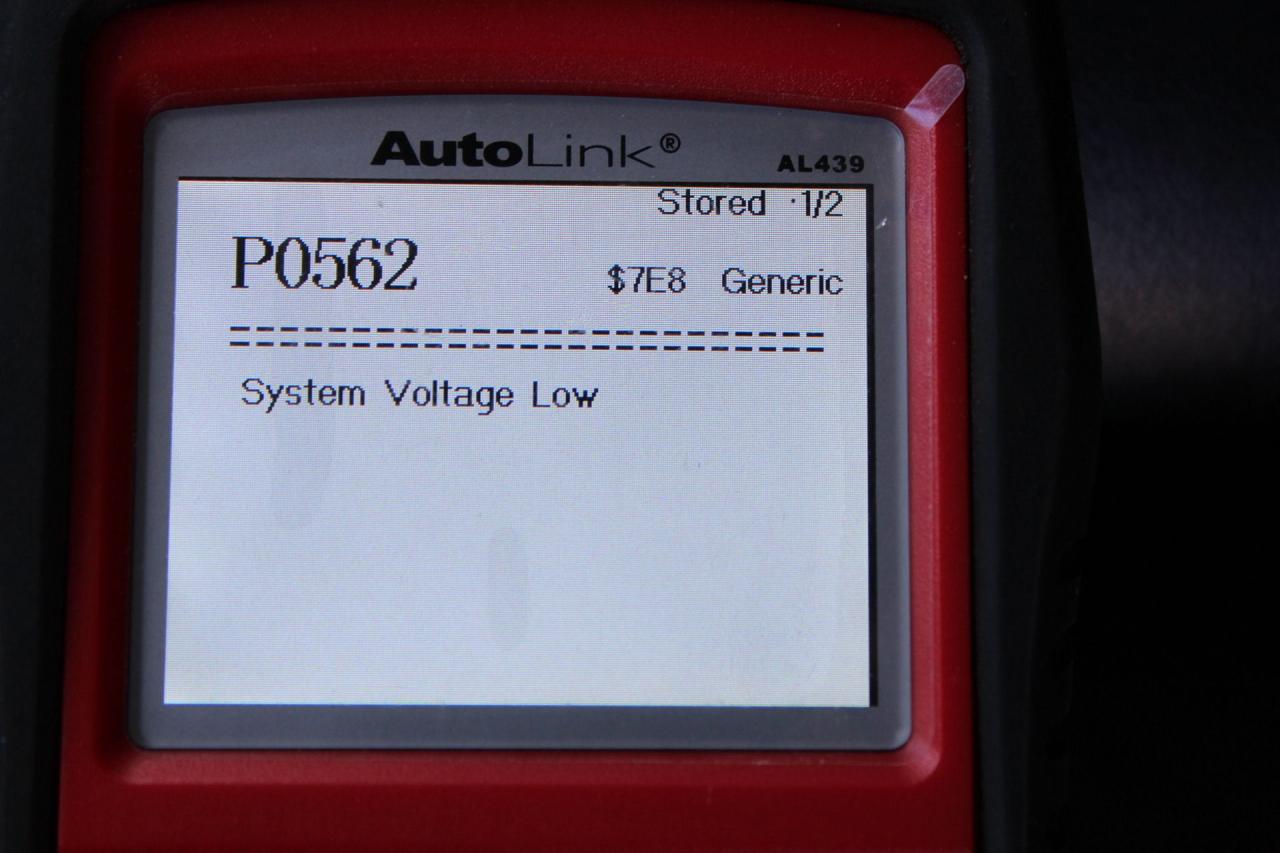 AutoLink®
AL439
Stored 1/2
P0562 $7E8 Generic
==========================
System Voltage Low